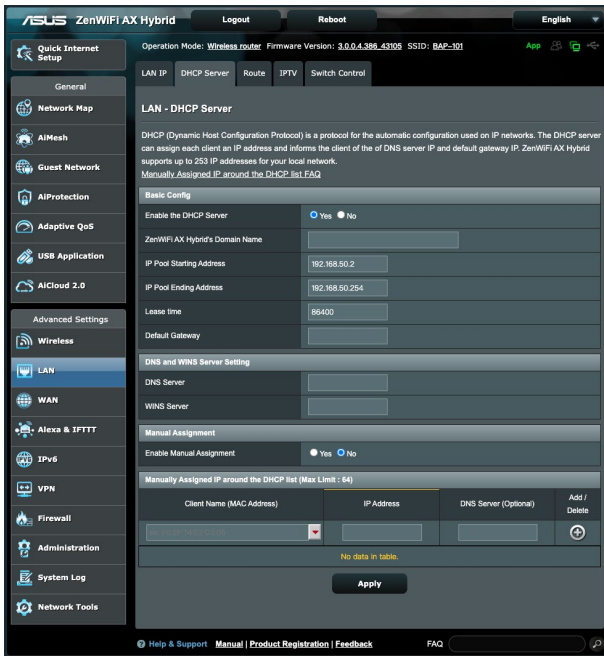 ASUS ZenWiFi AX Hybrid Logout Reboot English
Quick Internet Setup
Operation Mode: Wireless router Firmware Version: 3.0.0.4.386_43105 SSID: BAP-101 App
General
Network Map
AiMesh
Guest Network
AiProtection
Adaptive QoS
USB Application
AiCloud 2.0
Advanced Settings
Wireless
LAN
WAN
Alexa & IFTTT
IPv6
VPN
Firewall
Administration
System Log
Network Tools
LAN IP DHCP Server Route IPTV Switch Control
LAN - DHCP Server
DHCP (Dynamic Host Configuration Protocol) is a protocol for the automatic configuration used on IP networks. The DHCP server
can assign each client an IP address and informs the client of the of DNS server IP and default gateway IP. ZenWiFi AX Hybrid
supports up to 253 IP addresses for your local network.
Manually Assigned IP around the DHCP list FAQ
Basic Config
Enable the DHCP Server Yes No
ZenWiFi AX Hybrid's Domain Name
IP Pool Starting Address 192.168.50.2
IP Pool Ending Address 192.168.50.254
Lease time 86400
Default Gateway
DNS and WINS Server Setting
DNS Server
WINS Server
Manual Assignment
Enable Manual Assignment Yes No
Manually Assigned IP around the DHCP list (Max Limit : 64)
Client Name (MAC Address) IP Address DNS Server (Optional) Add / Delete
No data in table.
Apply
Help & Support Manual | Product Registration | Feedback FAQ